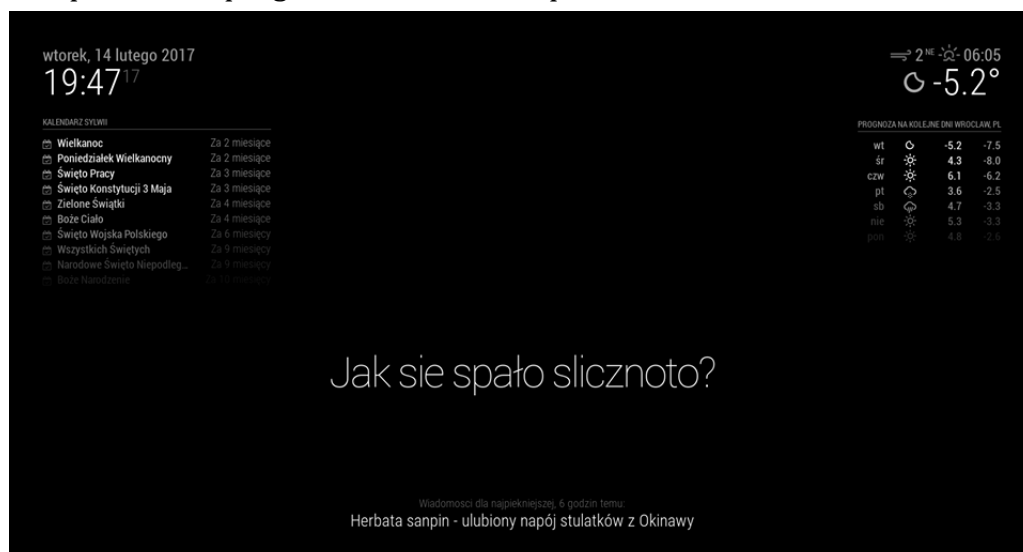 wtorek, 14 lutego 2017
19:47 17
KALENDARZ SYLWII
Wielkanoc Za 2 miesiące
Poniedziałek Wielkanocny Za 2 miesiące
Święto Pracy Za 3 miesiące
Święto Konstytucji 3 Maja Za 3 miesiące
Zielone Świątki Za 4 miesiące
Boże Ciało Za 4 miesiące
Święto Wojska Polskiego Za 6 miesięcy
Wszystkich Świętych Za 9 miesięcy
Narodowe Święto Niepodleg... Za 9 miesięcy
Boże Narodzenie Za 10 miesięcy
2 NE 06:05
-5.2°
PROGNOZA NA KOLEJNE DNI WROCLAW, PL
wt -5.2 -7.5
śr 4.3 -8.0
czw 6.1 -6.2
pt 3.6 -2.5
sb 4.7 -3.3
nie 5.3 -3.3
pon 4.8 -2.6
Jak sie spało slicznoto?
Wiadomosci dla najpiekniejszej, 6 godzin temu:
Herbata sanpin - ulubiony napój stulatków z Okinawy